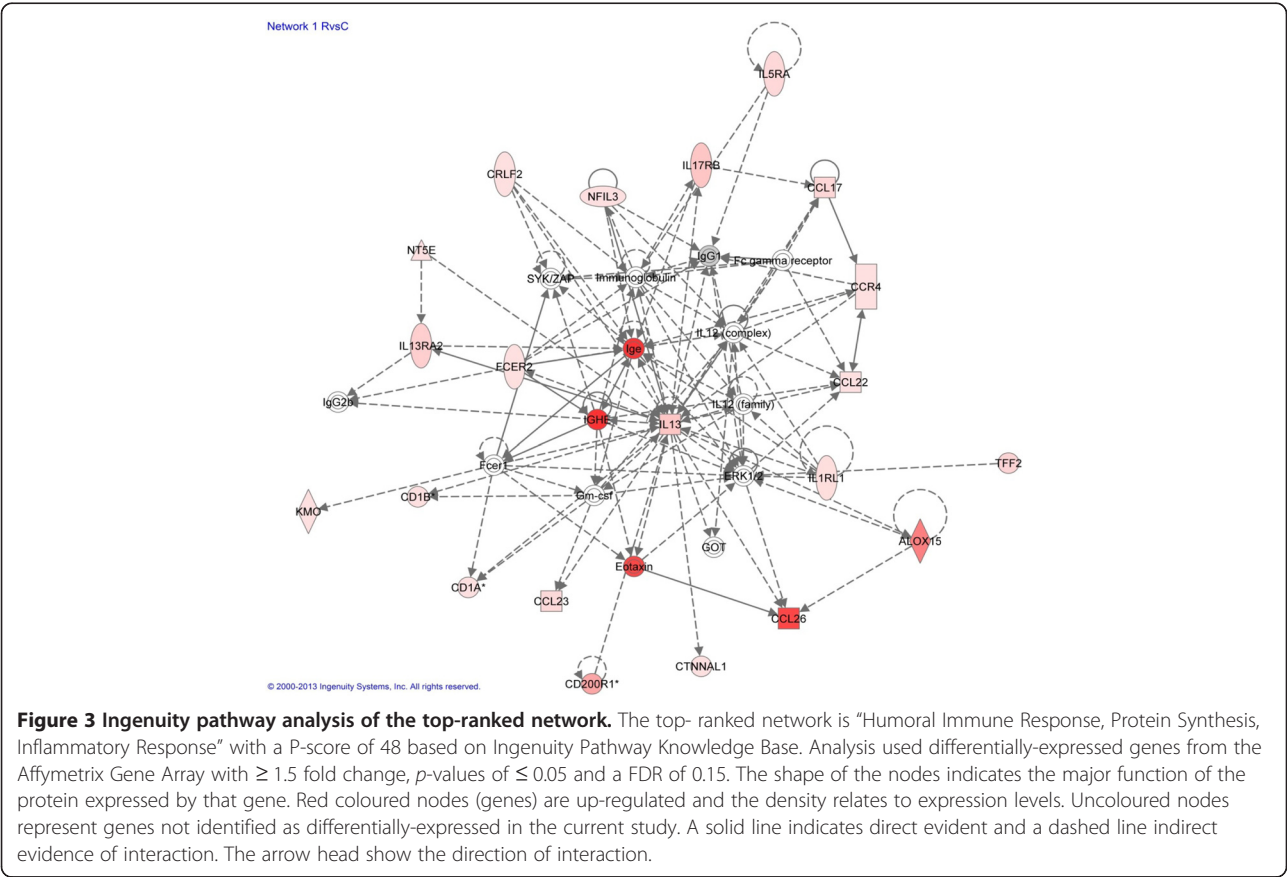 Network 1 RvsC
IL5RA
IL17RB
CRLF2
CCL17
NFIL3
NT5E
IgG1
Fc gamma receptor
SYK/ZAP
Immunoglobulin
CCR4
IL12 (complex)
IL13RA2
Ige
FCER2
CCL22
IgG2b
IL12 (family)
IGHE
IL13
Fcer1
TFF2
ERK1/2
IL1RL1
CD1B*
Gm-csf
KMO
ALOX15
GOT
Eotaxin
CD1A*
CCL23
CCL26
CTNNAL1
CD200R1*
© 2000-2013 Ingenuity Systems, Inc. All rights reserved.
Figure 3 Ingenuity pathway analysis of the top-ranked network. The top- ranked network is “Humoral Immune Response, Protein Synthesis,
Inflammatory Response” with a P-score of 48 based on Ingenuity Pathway Knowledge Base. Analysis used differentially-expressed genes from the
Affymetrix Gene Array with ≥ 1.5 fold change, p-values of ≤ 0.05 and a FDR of 0.15. The shape of the nodes indicates the major function of the
protein expressed by that gene. Red coloured nodes (genes) are up-regulated and the density relates to expression levels. Uncoloured nodes
represent genes not identified as differentially-expressed in the current study. A solid line indicates direct evident and a dashed line indirect
evidence of interaction. The arrow head show the direction of interaction.